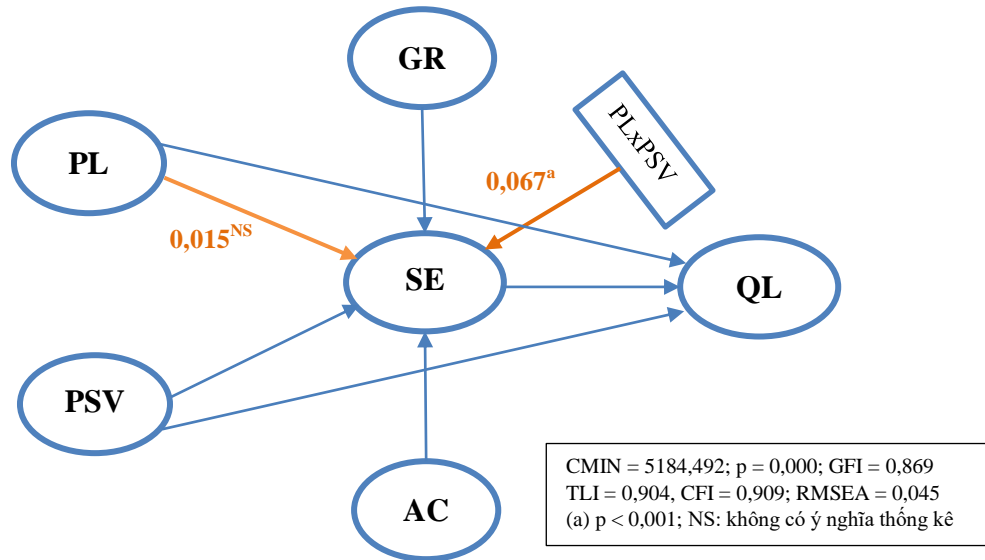 GR
PL
PLxPSV
0,067ᵃ
0,015ᴺˢ
SE
QL
PSV
AC
CMIN = 5184,492; p = 0,000; GFI = 0,869
TLI = 0,904, CFI = 0,909; RMSEA = 0,045
(a) p < 0,001; NS: không có ý nghĩa thống kê